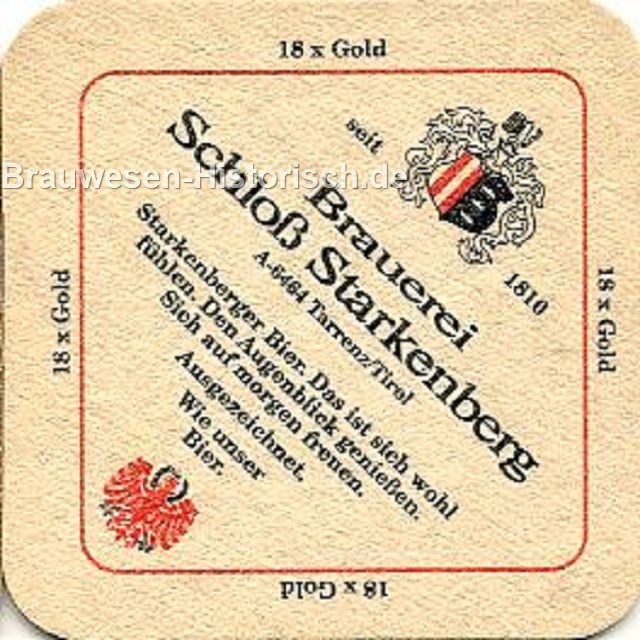 18 x Gold
seit
1810
Brauerei
Schloß Starkenberg
A-6464 Tarrenz/Tirol
Starkenberger Bier. Das ist sich wohl
fühlen. Den Augenblick genießen.
Sich auf morgen freuen.
Ausgezeichnet.
Wie unser
Bier.
18 x Gold
18 x Gold
18 x Gold
Brauwesen-Historisch.de